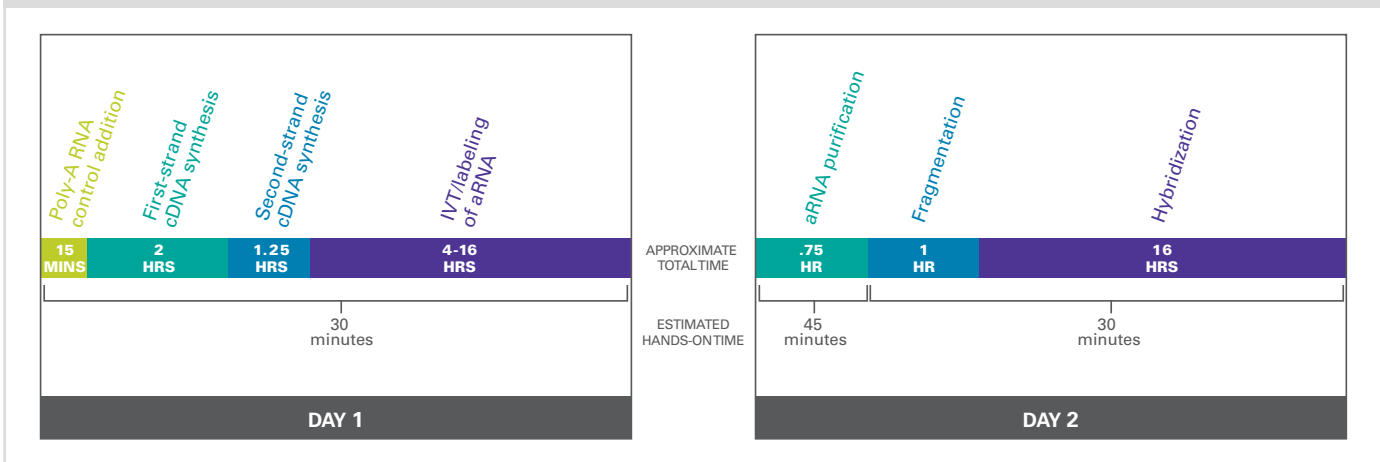 Poly-A RNA
control addition
First-strand
cDNA synthesis
Second-strand
cDNA synthesis
IVT/labeling
of aRNA
15
MINS
2
HRS
1.25
HRS
4-16
HRS
30
minutes
DAY 1
APPROXIMATE
TOTAL TIME
ESTIMATED
HANDS-ON TIME
aRNA purification
Fragmentation
Hybridization
.75
HR
1
HR
16
HRS
45
minutes
30
minutes
DAY 2